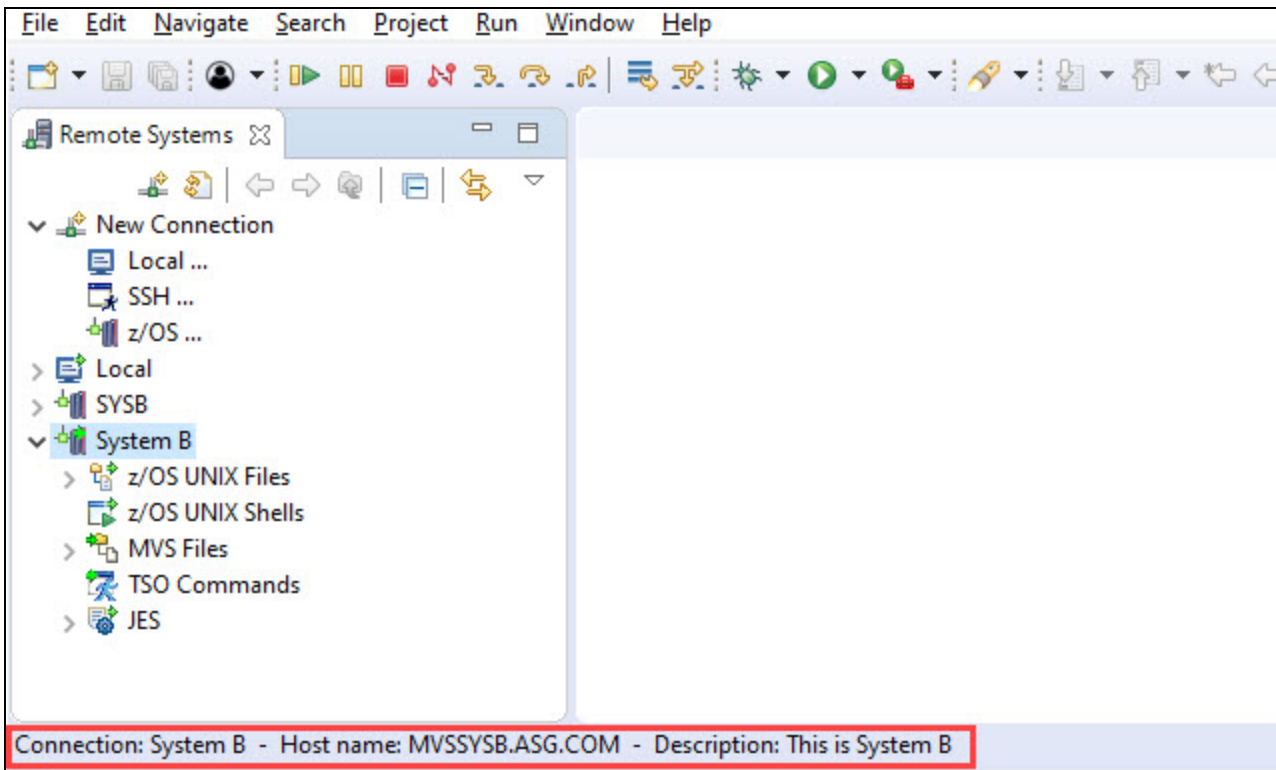 File Edit Navigate Search Project Run Window Help
Remote Systems
New Connection
Local ...
SSH ...
z/OS ...
Local
SYSB
System B
z/OS UNIX Files
z/OS UNIX Shells
MVS Files
TSO Commands
JES
Connection: System B - Host name: MVSSYSB.ASG.COM - Description: This is System B